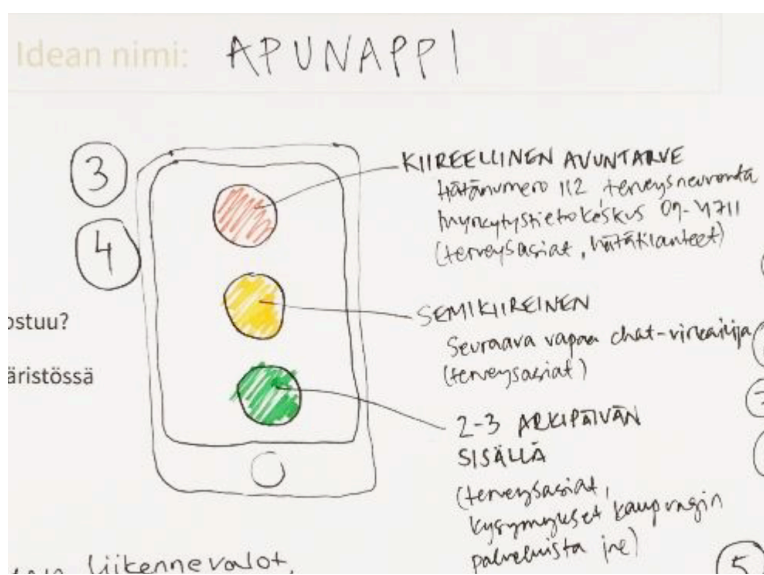 Idean nimi: APUNAPPI
3
4
KIIREELLINEN AVUNTARVE
Hätänumero 112 terveysneuvonta
Myrkytystietokeskus 09-4711
(terveysasiat, hätätilanteet)
SEMIKIIREINEN
Seuraava vapaa chat-virkailija
(terveysasiat)
ostuu?
äristössä
2-3 ARKIPÄIVÄN
SISÄLLÄ
(terveysasiat,
kysymykset kaupungin
palveluista jne)
liikennevalot,
5